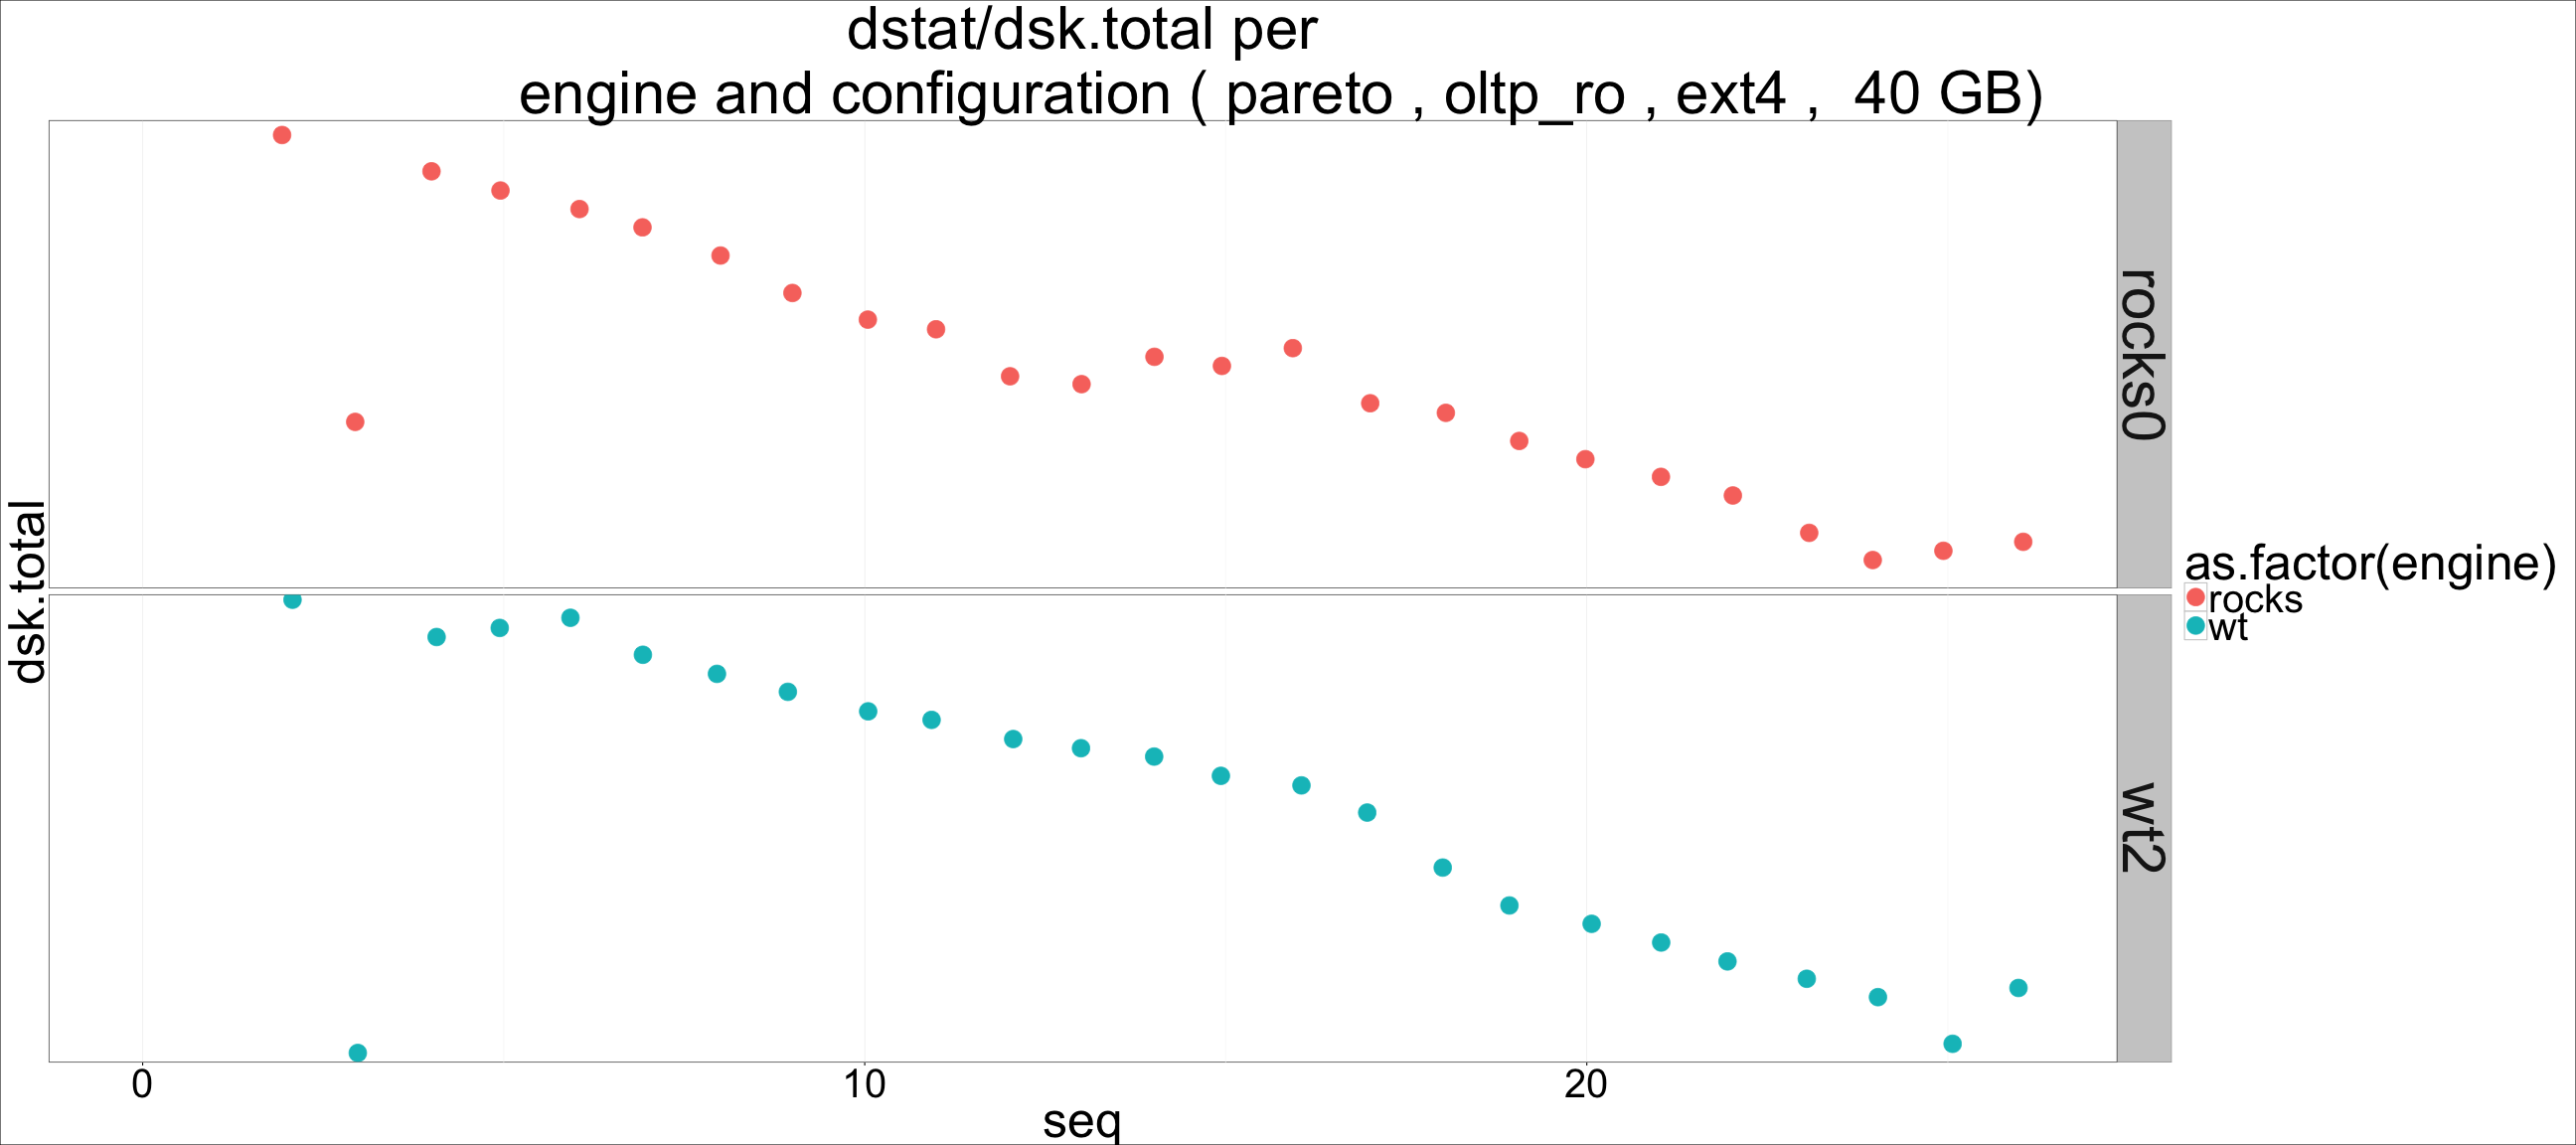 dstat/dsk.total per
engine and configuration ( pareto , oltp_ro , ext4 ,  40 GB)
dsk.total
rocks0
wt2
0
10
20
seq
as.factor(engine)
rocks
wt